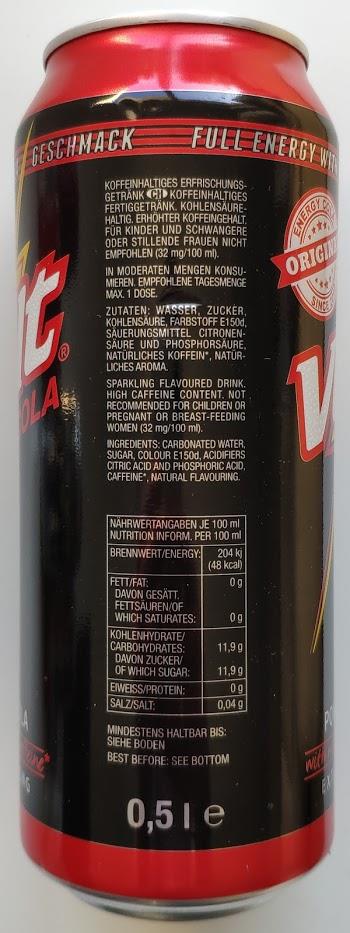 GESCHMACK
FULL ENERGY WITH
KOFFEINHALTIGES ERFRISCHUNGS-
GETRÄNK CH KOFFEINHALTIGES
FERTIGGETRÄNK. KOHLENSÄURE-
HALTIG. ERHÖHTER KOFFEINGEHALT.
FÜR KINDER UND SCHWANGERE
ODER STILLENDE FRAUEN NICHT
EMPFOHLEN (32 mg/100 ml).
IN MODERATEN MENGEN KONSU-
MIEREN. EMPFOHLENE TAGESMENGE
MAX. 1 DOSE.
ZUTATEN: WASSER, ZUCKER,
KOHLENSÄURE, FARBSTOFF E150d,
SÄUERUNGSMITTEL CITRONEN-
SÄURE UND PHOSPHORSÄURE,
NATÜRLICHES KOFFEIN*, NATÜR-
LICHES AROMA.
SPARKLING FLAVOURED DRINK.
HIGH CAFFEINE CONTENT. NOT
RECOMMENDED FOR CHILDREN OR
PREGNANT OR BREAST-FEEDING
WOMEN (32 mg/100 ml).
INGREDIENTS: CARBONATED WATER,
SUGAR, COLOUR E150d, ACIDIFIERS
CITRIC ACID AND PHOSPHORIC ACID,
CAFFEINE*, NATURAL FLAVOURING.
NÄHRWERTANGABEN JE 100 ml
NUTRITION INFORM. PER 100 ml
BRENNWERT/ENERGY: 204 kj
(48 kcal)
FETT/FAT: 0 g
DAVON GESÄTT.
FETTSÄUREN/OF
WHICH SATURATES: 0 g
KOHLENHYDRATE/
CARBOHYDRATES: 11,9 g
DAVON ZUCKER/
OF WHICH SUGAR: 11,9 g
EIWEISS/PROTEIN: 0 g
SALZ/SALT: 0,04 g
MINDESTENS HALTBAR BIS:
SIEHE BODEN
BEST BEFORE: SEE BOTTOM
0,5 l e
it®
OLA
ENERGY
ORIGIN
SINCE